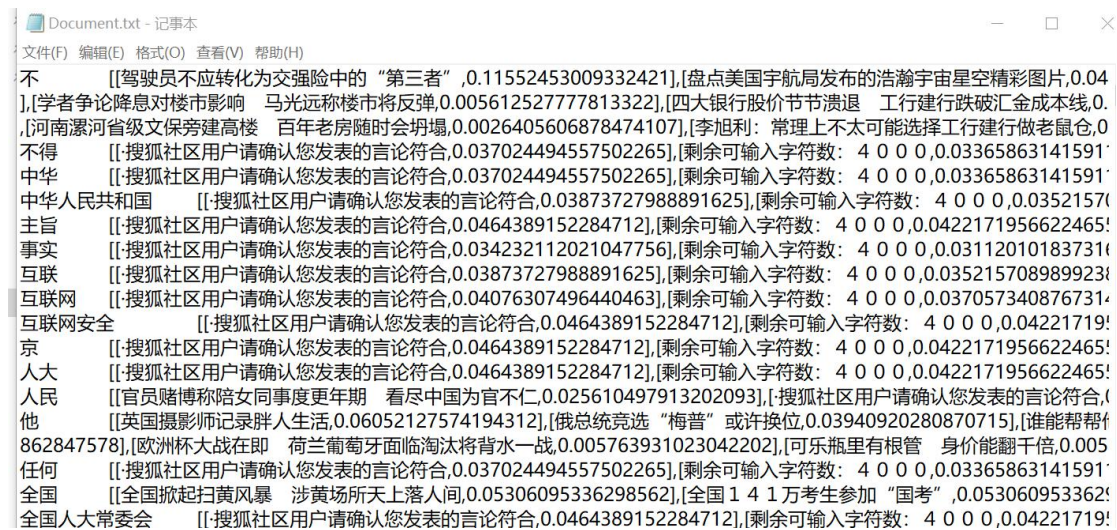 Document.txt - 记事本
文件(F) 编辑(E) 格式(O) 查看(V) 帮助(H)
不 [[驾驶员不应转化为交强险中的“第三者”,0.11552453009332421],[盘点美国宇航局发布的浩瀚宇宙星空精彩图片,0.04
],[学者争论降息对楼市影响 马光远称楼市将反弹,0.005612527777813322],[四大银行股价节节溃退 工行建行跌破汇金成本线,0.
,[河南漯河省级文保旁建高楼 百年老房随时会坍塌,0.0026405606878474107],[李旭利：常理上不太可能选择工行建行做老鼠仓,0
不得 [[·搜狐社区用户请确认您发表的言论符合,0.037024494557502265],[剩余可输入字符数：４０００,0.03365863141591
中华 [[·搜狐社区用户请确认您发表的言论符合,0.037024494557502265],[剩余可输入字符数：４０００,0.03365863141591
中华人民共和国 [[·搜狐社区用户请确认您发表的言论符合,0.03873727988891625],[剩余可输入字符数：４０００,0.0352157
主旨 [[·搜狐社区用户请确认您发表的言论符合,0.0464389152284712],[剩余可输入字符数：４０００,0.0422171956622465
事实 [[·搜狐社区用户请确认您发表的言论符合,0.034232112021047756],[剩余可输入字符数：４０００,0.03112010183731
互联 [[·搜狐社区用户请确认您发表的言论符合,0.03873727988891625],[剩余可输入字符数：４０００,0.035215708989923
互联网 [[·搜狐社区用户请确认您发表的言论符合,0.04076307496440463],[剩余可输入字符数：４０００,0.03705734087673
互联网安全 [[·搜狐社区用户请确认您发表的言论符合,0.0464389152284712],[剩余可输入字符数：４０００,0.04221719
京 [[·搜狐社区用户请确认您发表的言论符合,0.0464389152284712],[剩余可输入字符数：４０００,0.0422171956622465
人大 [[·搜狐社区用户请确认您发表的言论符合,0.0464389152284712],[剩余可输入字符数：４０００,0.0422171956622465
人民 [[官员赌博称陪女同事度更年期 看尽中国为官不仁,0.025610497913202093],[·搜狐社区用户请确认您发表的言论符合,
他 [[英国摄影师记录胖人生活,0.060521275741943​12],[俄总统竞选“梅普”或许换位,0.03940920280870715],[谁能帮帮
862847578],[欧洲杯大战在即 荷兰葡萄牙面临淘汰将背水一战,0.005763931023042202],[可乐瓶里有根管 身价能翻千倍,0.005
任何 [[·搜狐社区用户请确认您发表的言论符合,0.037024494557502265],[剩余可输入字符数：４０００,0.03365863141591
全国 [[全国掀起扫黄风暴 涉黄场所天上落人间,0.05306095336298562],[全国１４１万考生参加“国考”,0.053060953362
全国人大常委会 [[·搜狐社区用户请确认您发表的言论符合,0.0464389152284712],[剩余可输入字符数：４０００,0.04221719